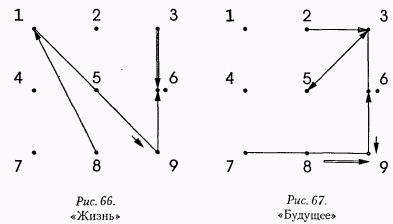 1 2 3 1 2 3
4 5 6 4 5 6
7 8 9 7 8 9
Рис. 66. Рис. 67.
«Жизнь» «Будущее»